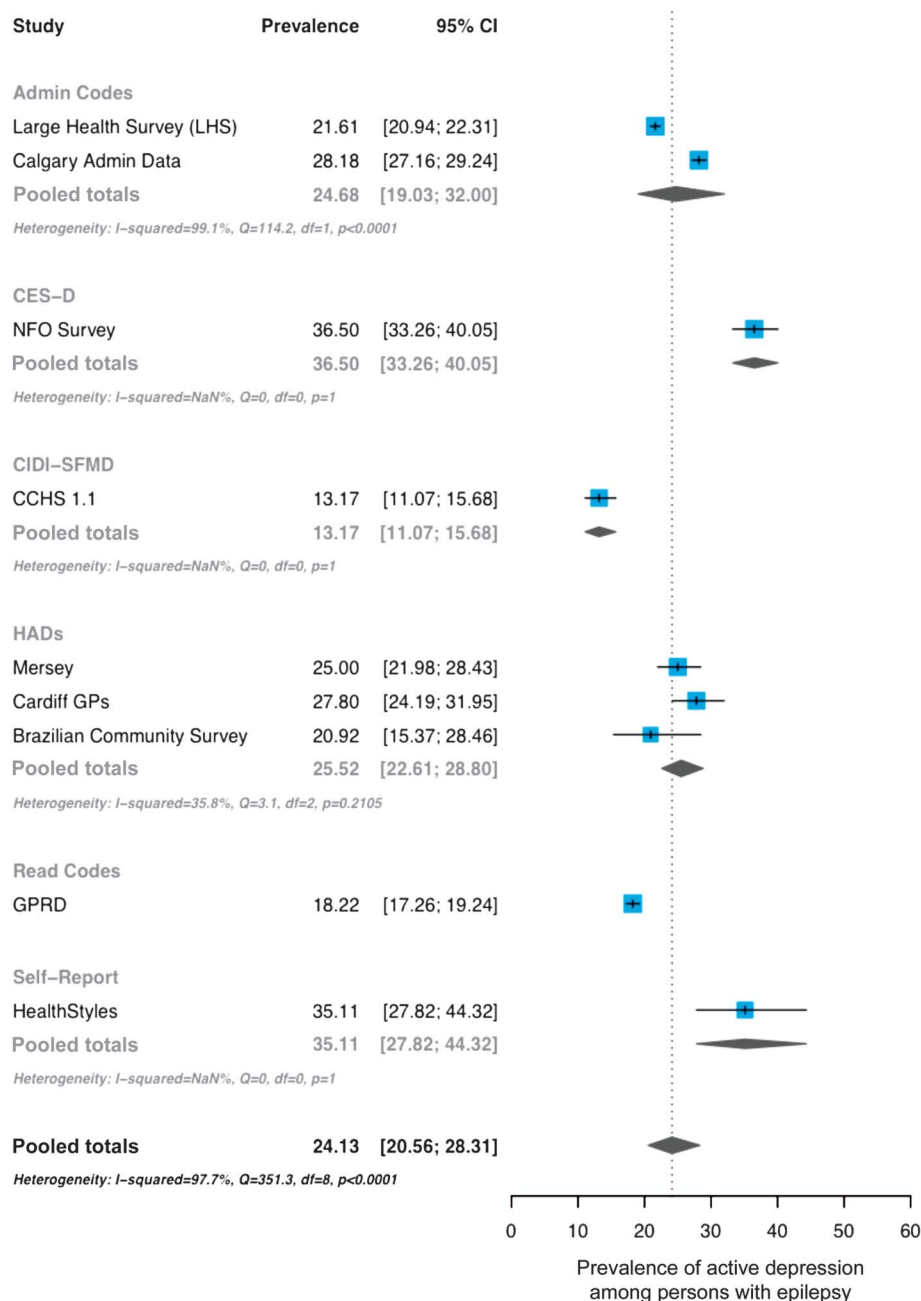 Study Prevalence 95% CI
Admin Codes
Large Health Survey (LHS) 21.61 [20.94; 22.31]
Calgary Admin Data 28.18 [27.16; 29.24]
Pooled totals 24.68 [19.03; 32.00]
Heterogeneity: I−squared=99.1%, Q=114.2, df=1, p<0.0001
CES−D
NFO Survey 36.50 [33.26; 40.05]
Pooled totals 36.50 [33.26; 40.05]
Heterogeneity: I−squared=NaN%, Q=0, df=0, p=1
CIDI−SFMD
CCHS 1.1 13.17 [11.07; 15.68]
Pooled totals 13.17 [11.07; 15.68]
Heterogeneity: I−squared=NaN%, Q=0, df=0, p=1
HADs
Mersey 25.00 [21.98; 28.43]
Cardiff GPs 27.80 [24.19; 31.95]
Brazilian Community Survey 20.92 [15.37; 28.46]
Pooled totals 25.52 [22.61; 28.80]
Heterogeneity: I−squared=35.8%, Q=3.1, df=2, p=0.2105
Read Codes
GPRD 18.22 [17.26; 19.24]
Self−Report
HealthStyles 35.11 [27.82; 44.32]
Pooled totals 35.11 [27.82; 44.32]
Heterogeneity: I−squared=NaN%, Q=0, df=0, p=1
Pooled totals 24.13 [20.56; 28.31]
Heterogeneity: I−squared=97.7%, Q=351.3, df=8, p<0.0001
0 10 20 30 40 50 60
Prevalence of active depression
among persons with epilepsy